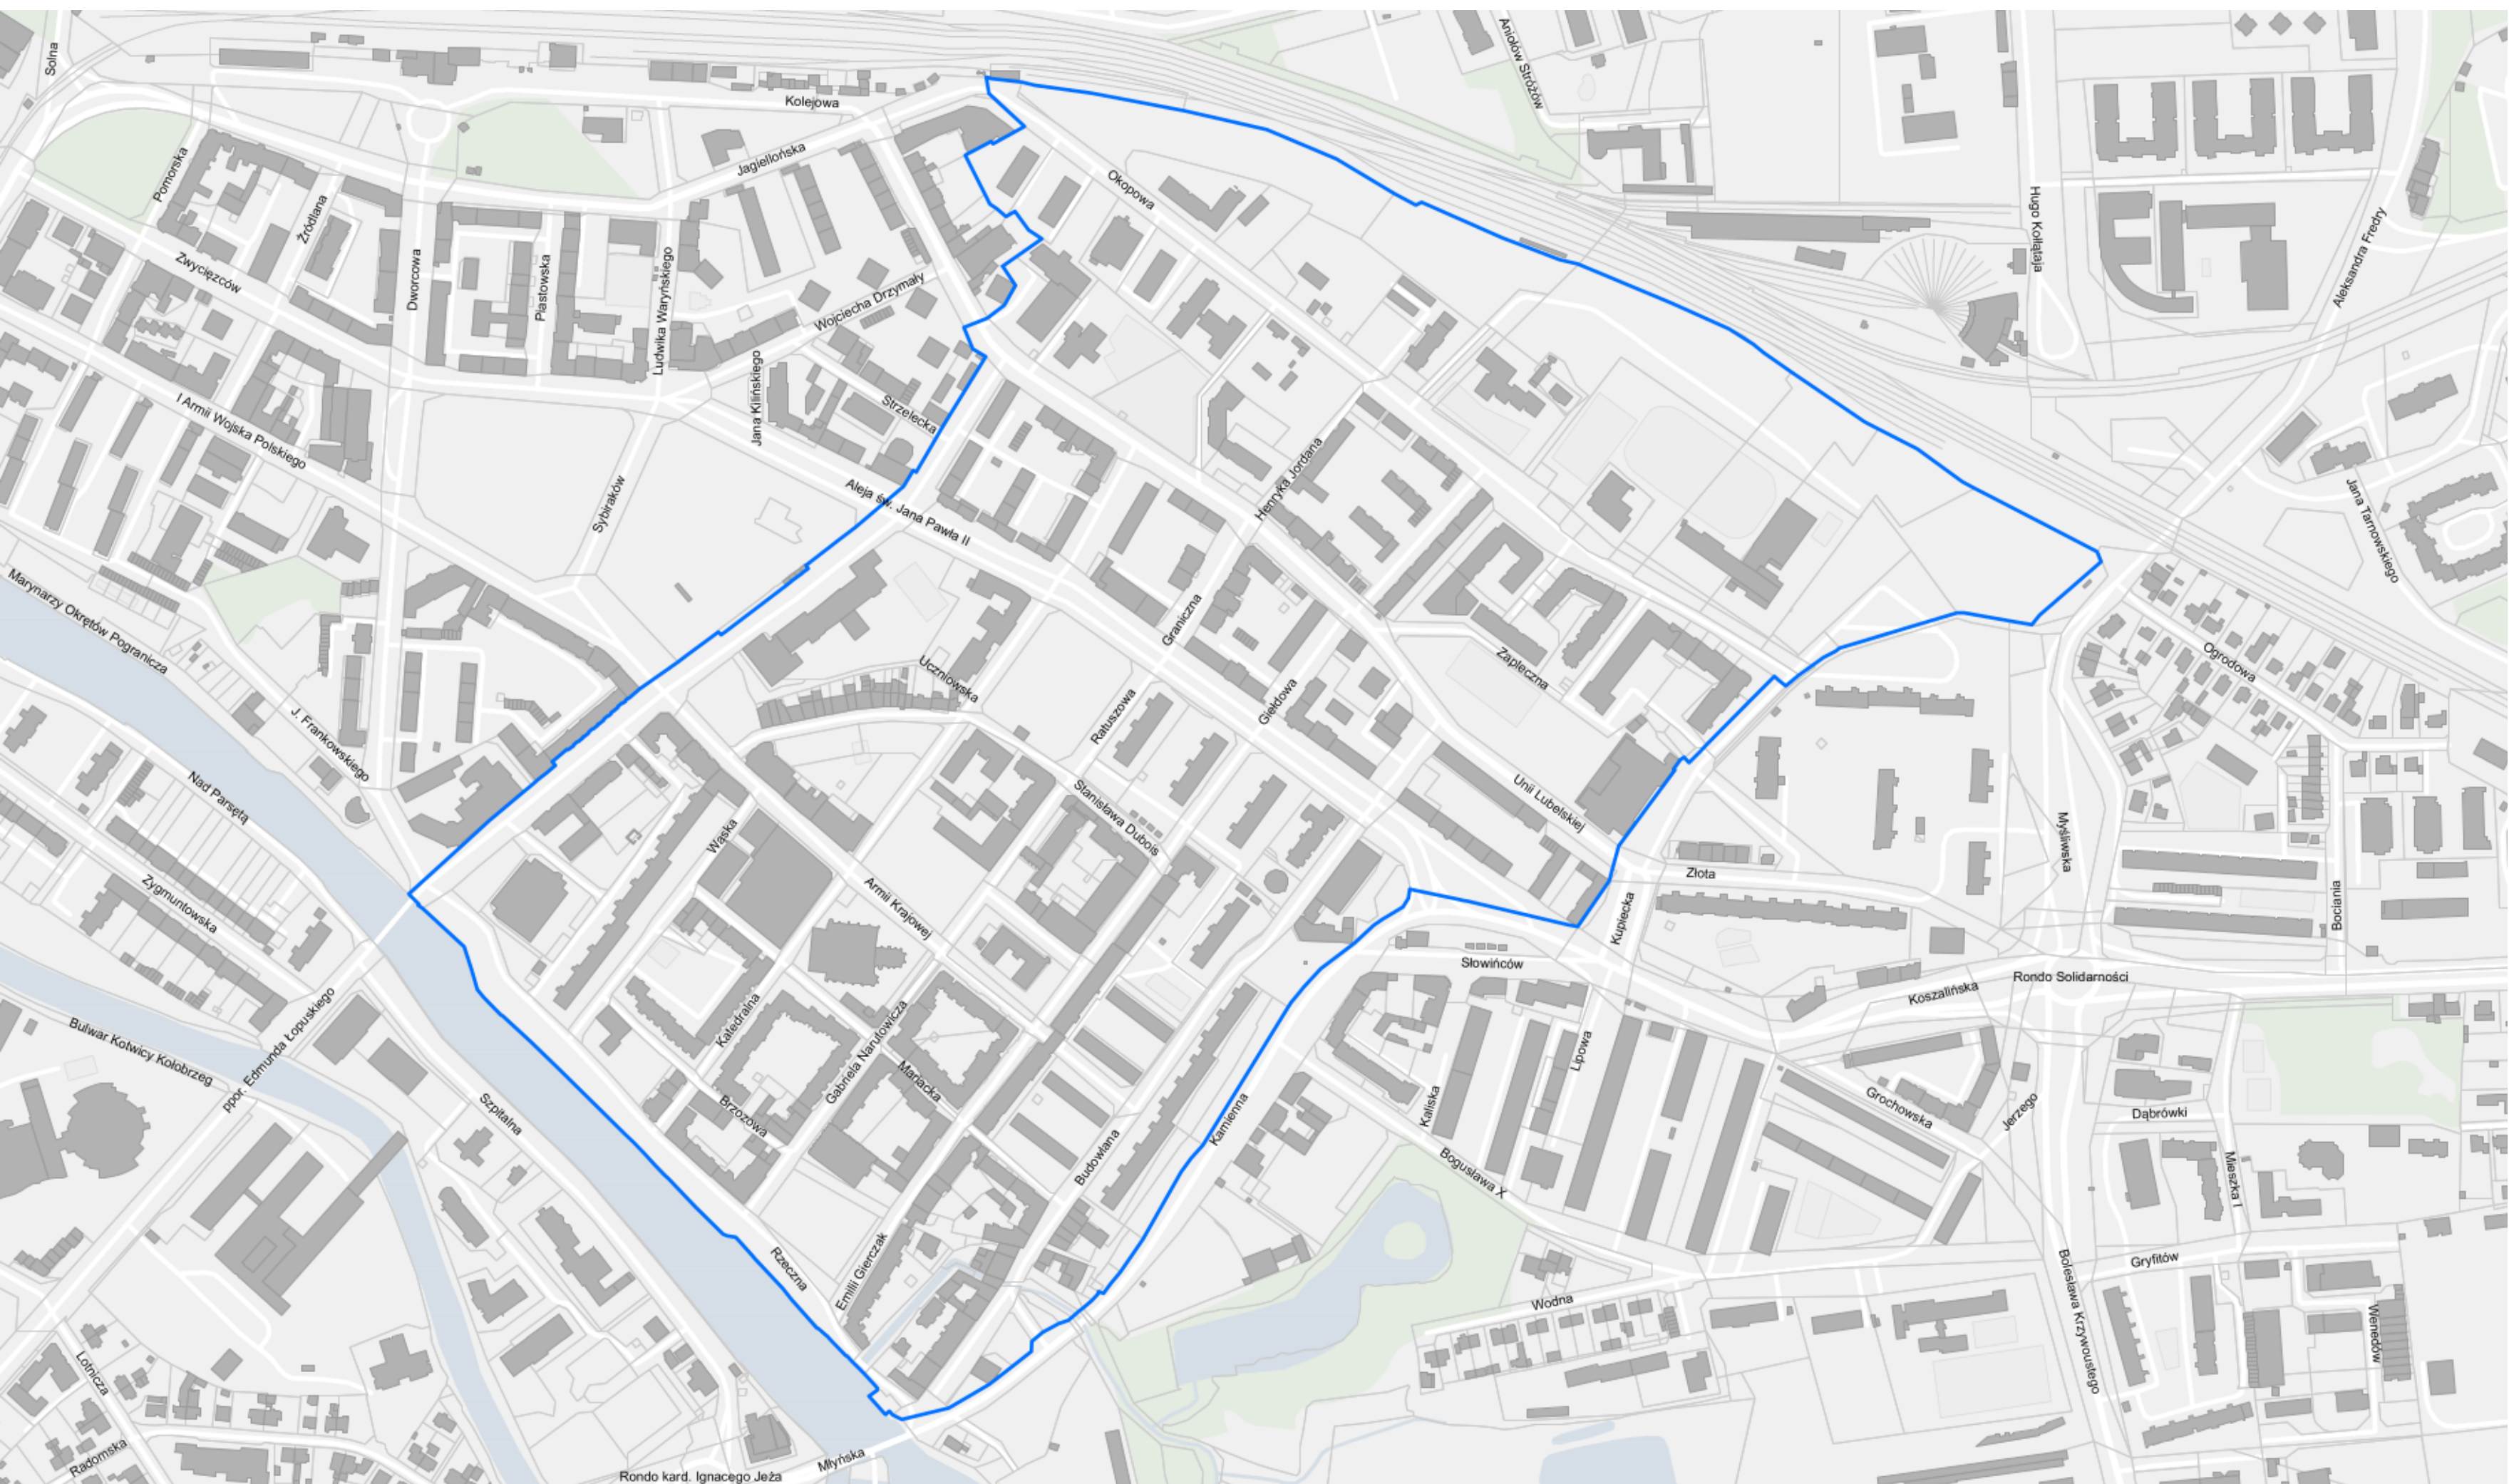 Solna
Aniołów Stróżów
Kolejowa
Pomorska
Jagiellońska
Okopowa
Hugo Kołłątaja
Źródlana
Aleksandra Fredry
Zwycięzców
Dworcowa
Piastowska
Ludwika Waryńskiego
Wojciecha Drzymały
Jana Kilińskiego
Strzelecka
I Armii Wojska Polskiego
Henryka Jordana
Sybiraków
Aleja św. Jana Pawła II
Jana Tarnowskiego
Marynarzy Okrętów Pogranicza
Graniczna
Uczniowska
Zapleczna
Ogrodowa
Ratuszowa
Giełdowa
J. Frankowskiego
Nad Parsętą
Stanisława Dubois
Unii Lubelskiej
Wąska
Myśliwska
Złota
Zygmuntowska
Armii Krajowej
Kupiecka
Bociania
Słowińców
Rondo Solidarności
Koszalińska
Bulwar Kotwicy Kołobrzeg
ppor. Edmunda Łopuskiego
Katedralna
Gabriela Narutowicza
Mariacka
Lipowa
Szpitalna
Brzozowa
Kamienna
Kaliska
Grochowska
Jerzego
Dąbrówki
Budowlana
Bogusława X
Mieszka I
Rzeczna
Emilii Gierczak
Gryfitów
Wodna
Bolesława Krzywoustego
Wenedów
Lotnicza
Radomska
Młyńska
Rondo kard. Ignacego Jeża